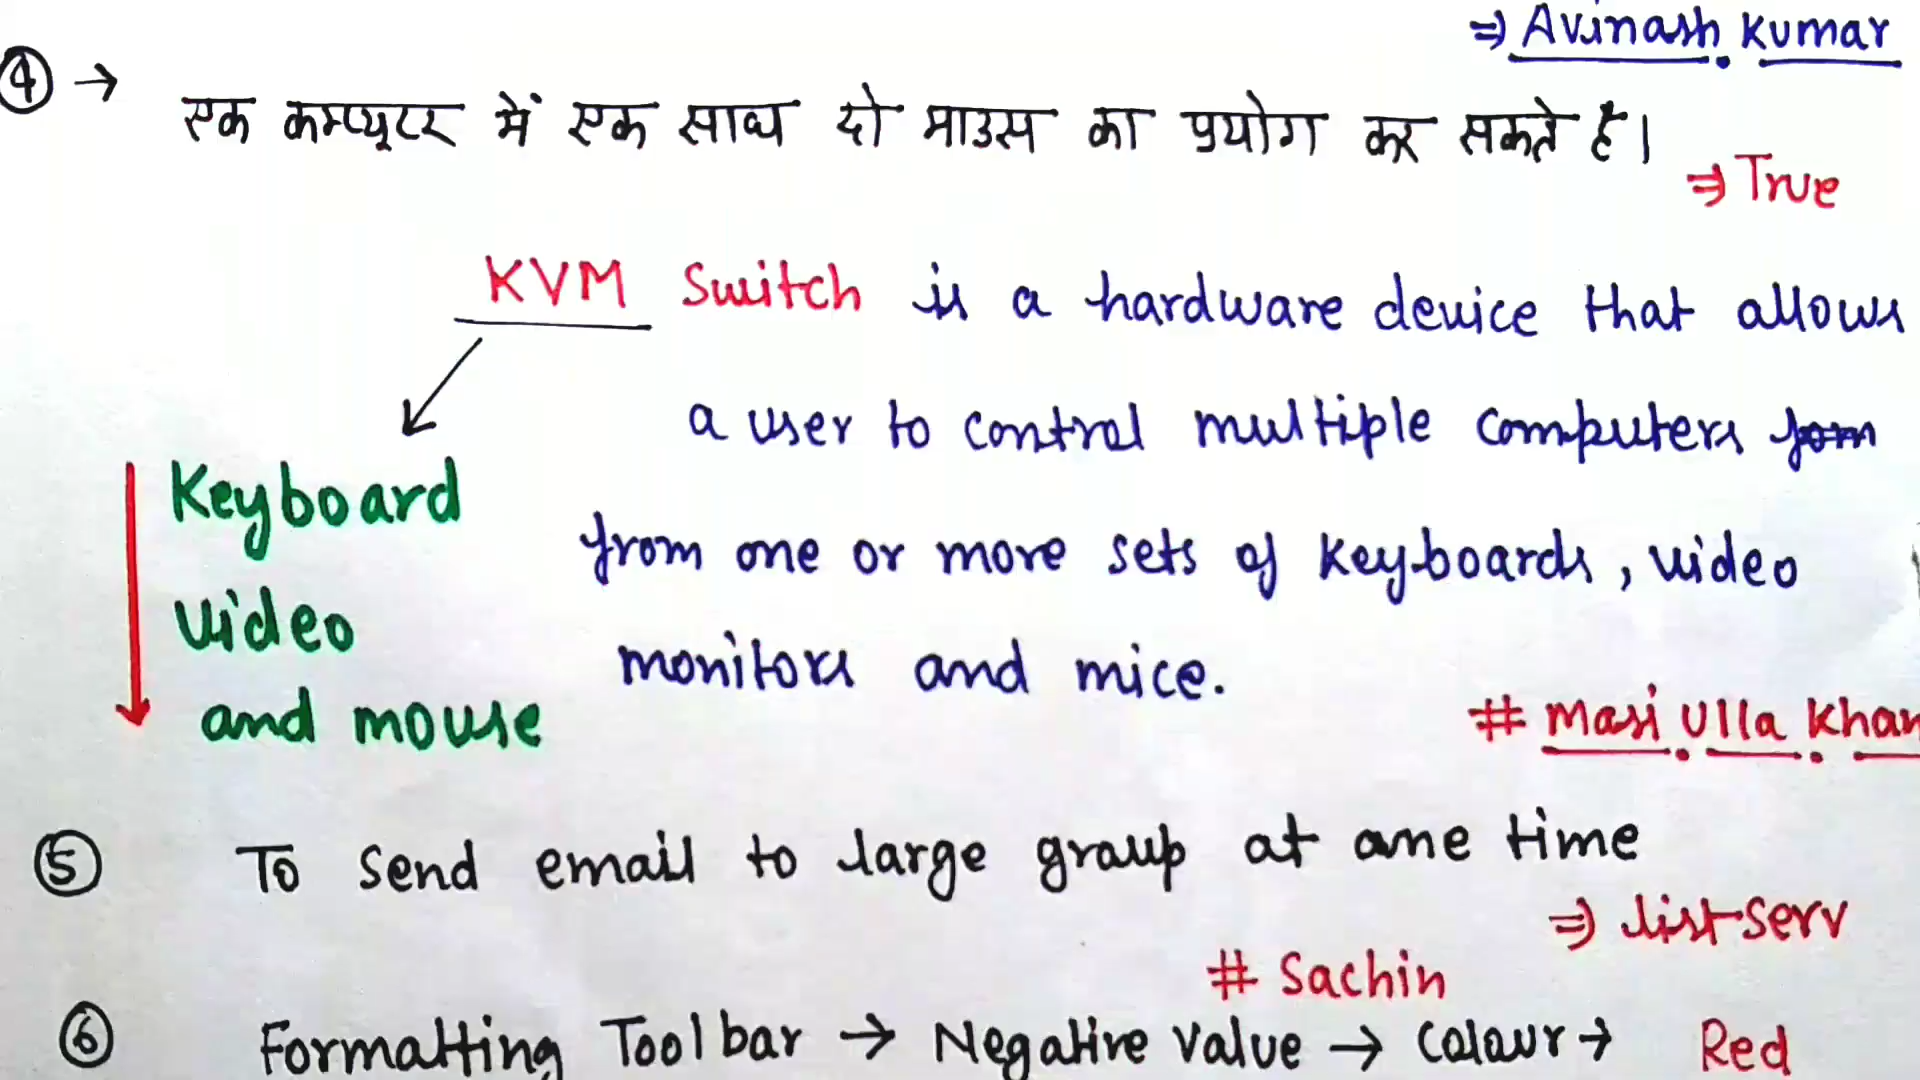 ⇒ Avinash Kumar
④ → एक कम्प्यूटर में एक साथ दो माउस का प्रयोग कर सकते है।
⇒ True
KVM Switch is a hardware device that allows
a user to control multiple computers
Keyboard
from one or more sets of keyboards, video
video
monitors and mice.
and mouse
# Masi Ulla Khan
⑤ To send email to large group at one time
⇒ list-serv
# Sachin
⑥ Formatting Toolbar → Negative value → colour → Red